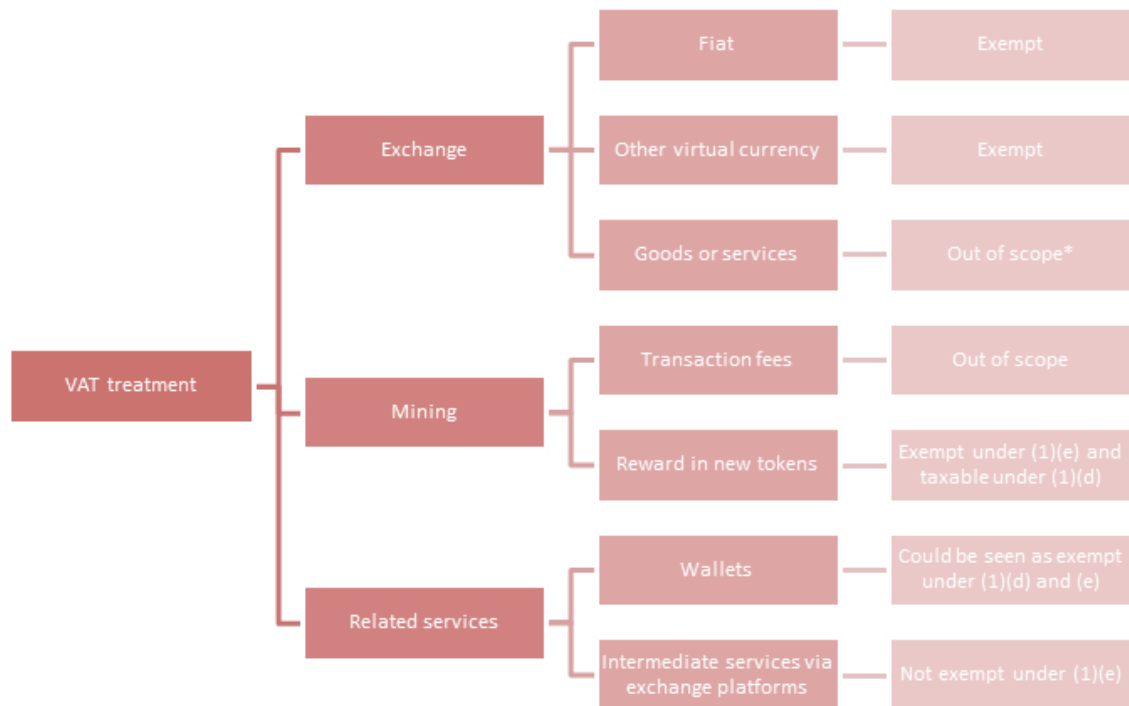 Fiat
Exempt
Exchange
Other virtual currency
Exempt
Goods or services
Out of scope*
VAT treatment
Transaction fees
Out of scope
Mining
Reward in new tokens
Exempt under (1)(e) and
taxable under (1)(d)
Wallets
Could be seen as exempt
under (1)(d) and (e)
Related services
Intermediate services via
exchange platforms
Not exempt under (1)(e)